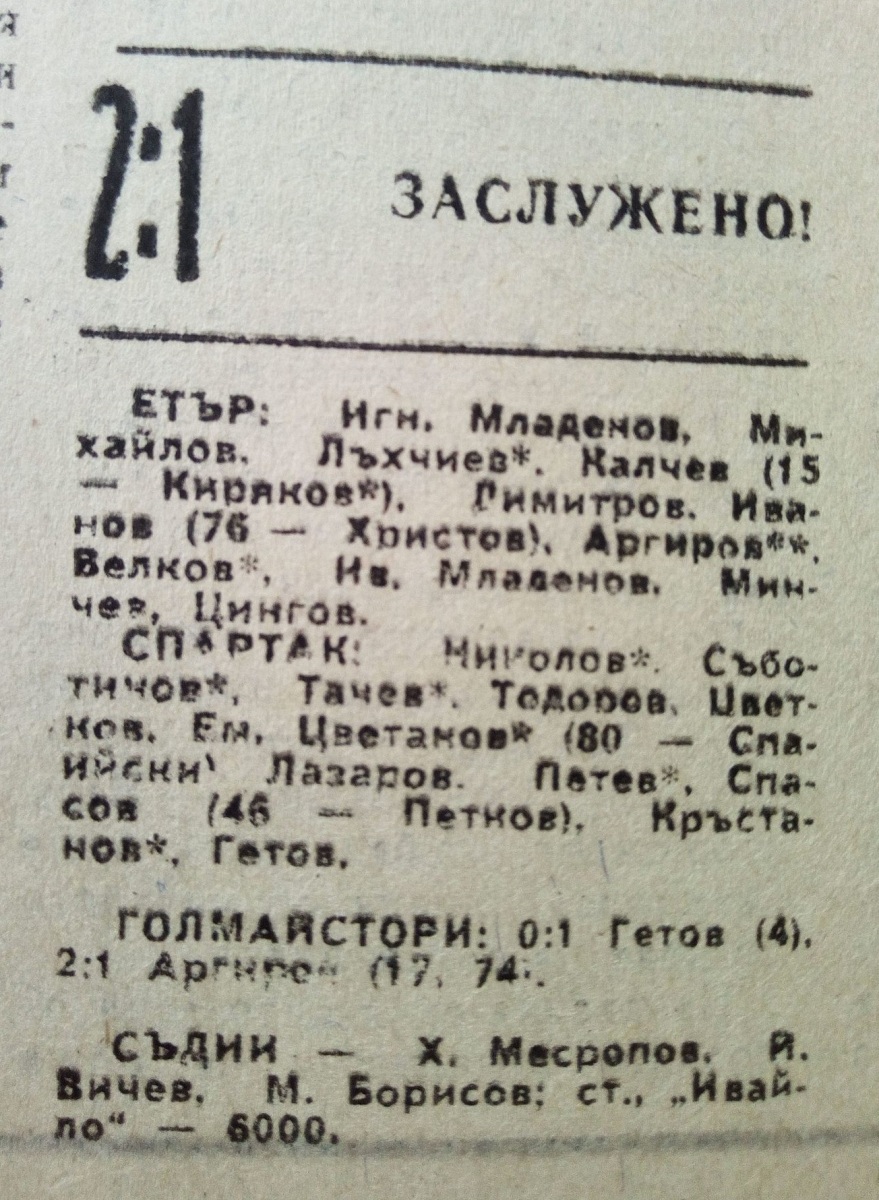 2:1
ЗАСЛУЖЕНО!
ЕТЪР: Игн. Младенов, Ми-
хайлов, Лъхчиев*, Калчев (15
— Киряков*), Димитров, Ива-
нов (76 — Христов), Аргиров**,
Велков*, Ив. Младенов, Мин-
чев, Цингов.
СПАРТАК: Николов*, Събо-
тинов*, Тачев*, Тодоров, Цвет-
ков, Ем. Цветанов* (80 — Спа-
ийски) Лазаров, Петев*, Спа-
сов (46 — Петков), Кръста-
нов*, Гетов.
ГОЛМАЙСТОРИ: 0:1 Гетов (4),
2:1 Аргиров (17, 74).
СЪДИИ — Х. Месропов, Й.
Вичев, М. Борисов; ст., „Ивай-
ло“ — 6000.